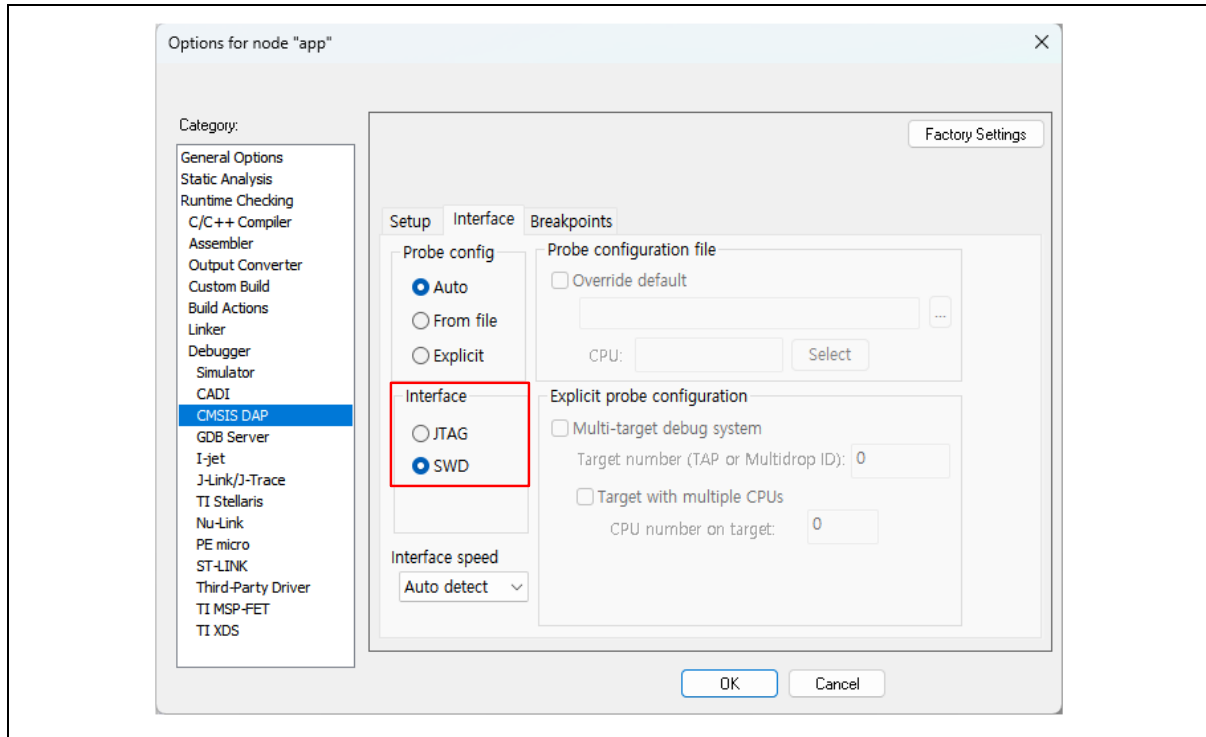 Options for node "app"
Category:
General Options
Static Analysis
Runtime Checking
C/C++ Compiler
Assembler
Output Converter
Custom Build
Build Actions
Linker
Debugger
Simulator
CADI
CMSIS DAP
GDB Server
I-jet
J-Link/J-Trace
TI Stellaris
Nu-Link
PE micro
ST-LINK
Third-Party Driver
TI MSP-FET
TI XDS
Factory Settings
Setup Interface Breakpoints
Probe config
Auto
From file
Explicit
Probe configuration file
Override default
...
CPU: Select
Interface
JTAG
SWD
Explicit probe configuration
Multi-target debug system
Target number (TAP or Multidrop ID): 0
Target with multiple CPUs
CPU number on target: 0
Interface speed
Auto detect
OK Cancel